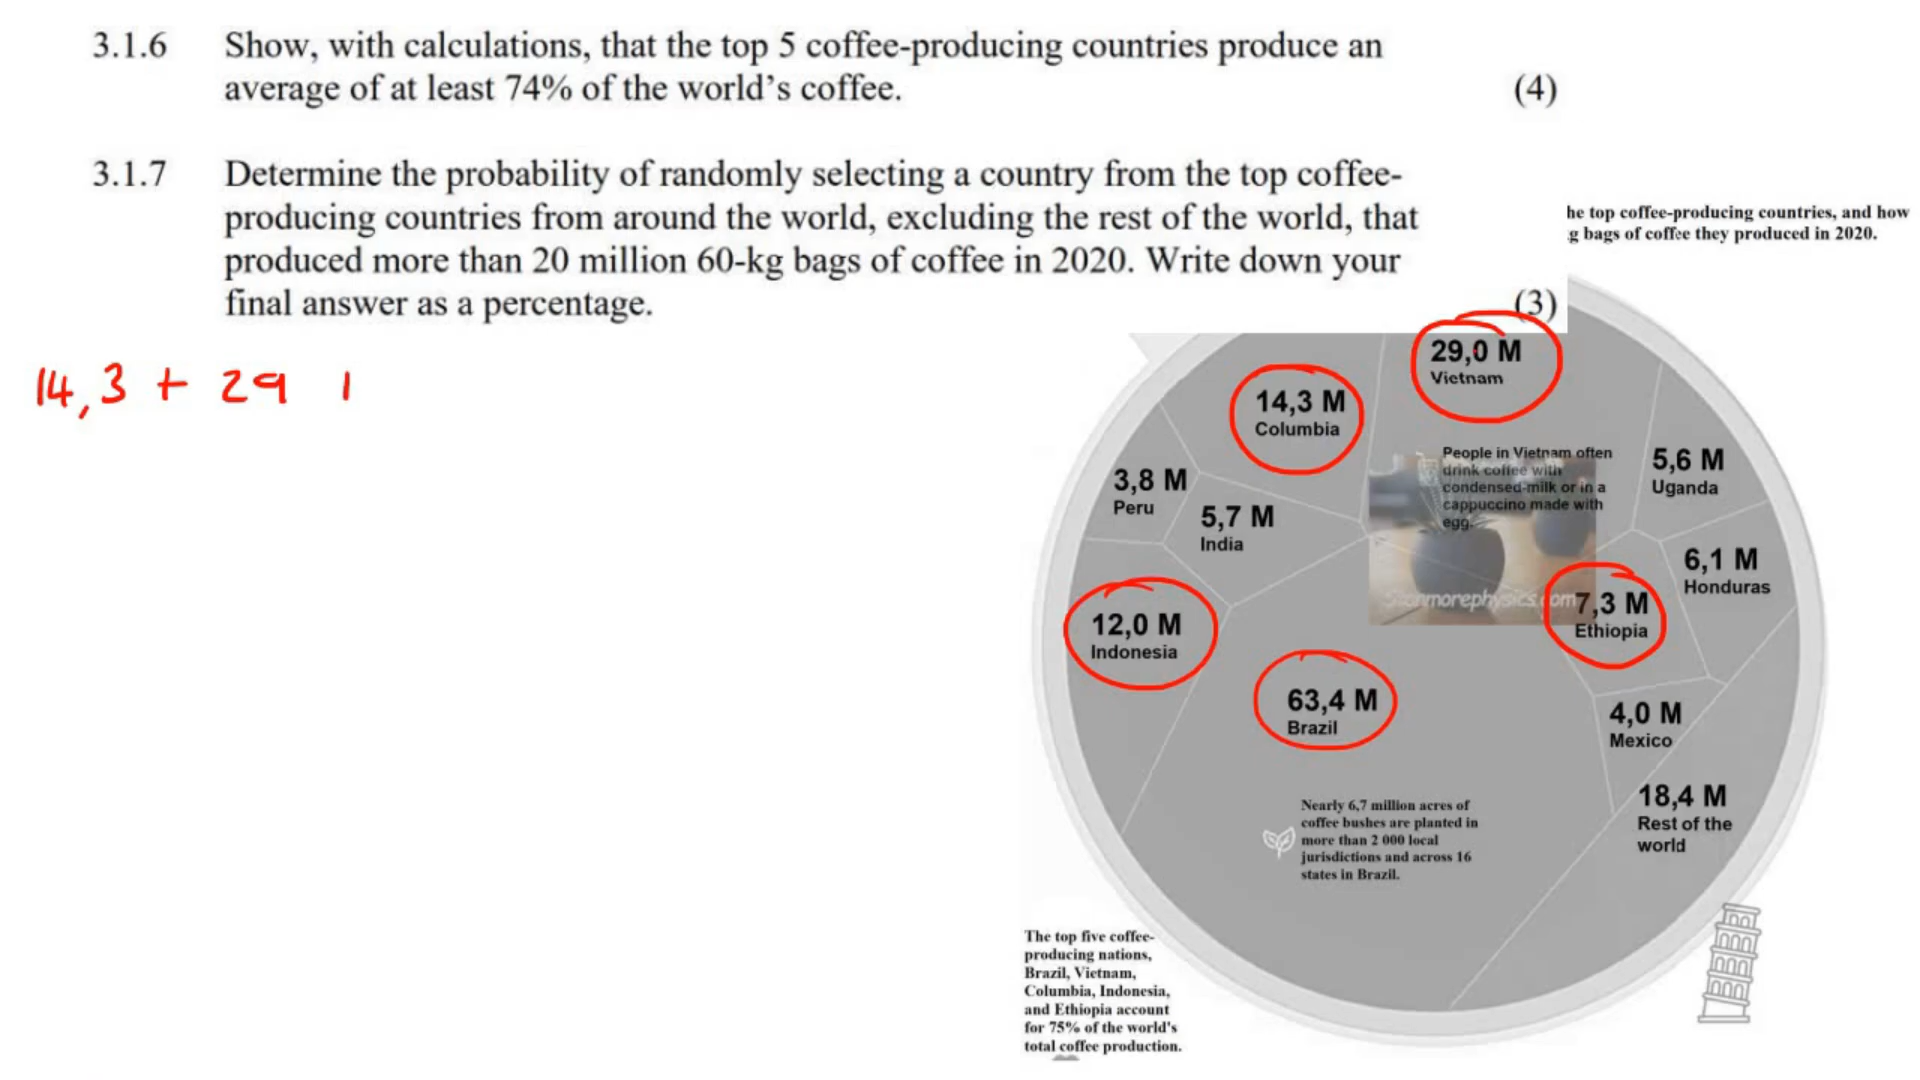 3.1.6 Show, with calculations, that the top 5 coffee-producing countries produce an
average of at least 74% of the world's coffee. (4)
3.1.7 Determine the probability of randomly selecting a country from the top coffee-
producing countries from around the world, excluding the rest of the world, that
produced more than 20 million 60-kg bags of coffee in 2020. Write down your
final answer as a percentage. (3)
14,3 + 29
he top coffee-producing countries, and how
g bags of coffee they produced in 2020.
29,0 M
Vietnam
14,3 M
Columbia
People in Vietnam often
drink coffee with
condensed-milk or in a
cappuccino made with
egg.
5,6 M
Uganda
3,8 M
Peru
5,7 M
India
6,1 M
Honduras
7,3 M
Ethiopia
12,0 M
Indonesia
63,4 M
Brazil
4,0 M
Mexico
18,4 M
Rest of the
world
Nearly 6,7 million acres of
coffee bushes are planted in
more than 2 000 local
jurisdictions and across 16
states in Brazil.
The top five coffee-
producing nations,
Brazil, Vietnam,
Columbia, Indonesia,
and Ethiopia account
for 75% of the world's
total coffee production.